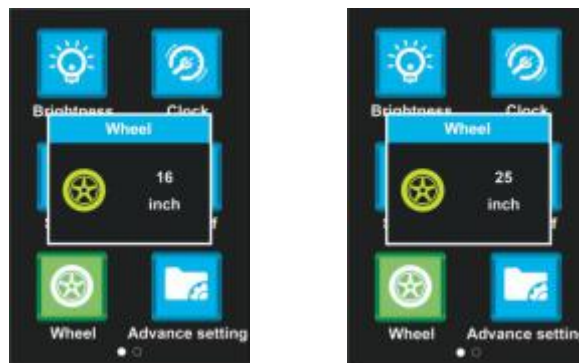 Brightness Clock
Wheel
16
inch
Wheel Advance setting
Brightness Clock
Wheel
25
inch
Wheel Advance settin